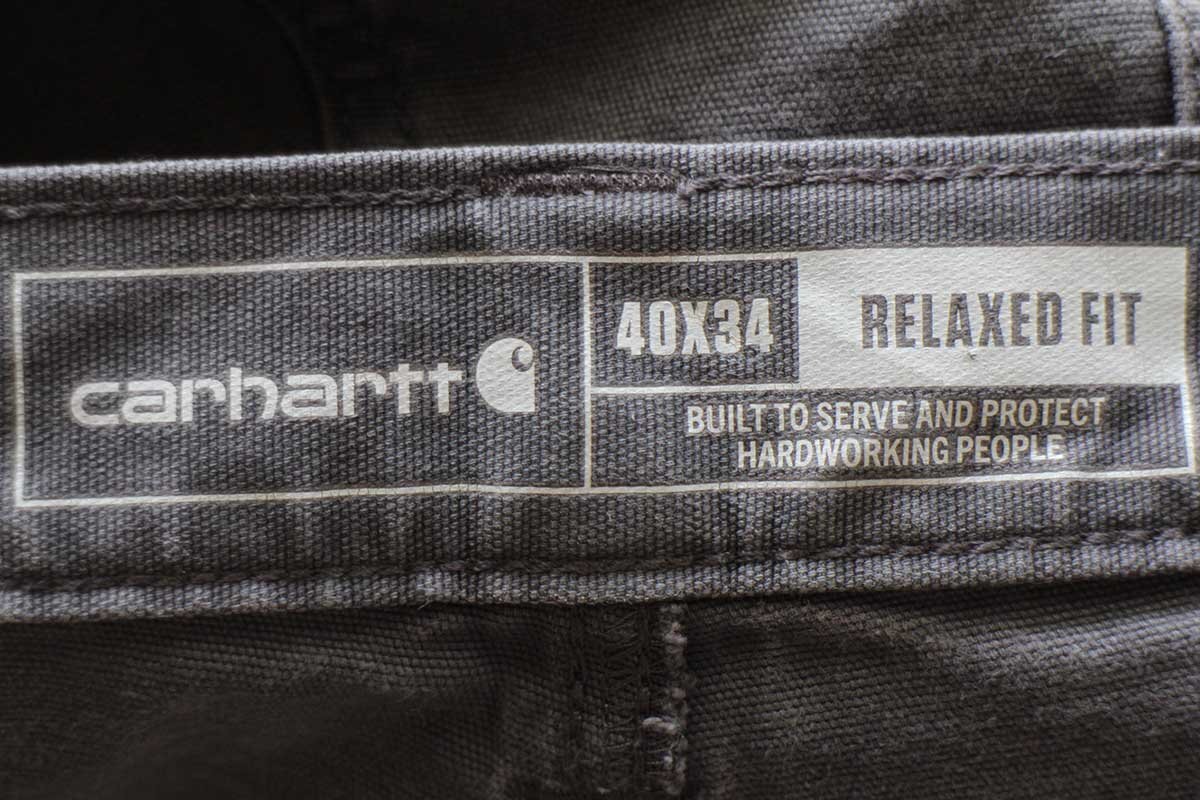 carhartt
40X34
RELAXED FIT
BUILT TO SERVE AND PROTECT
HARDWORKING PEOPLE